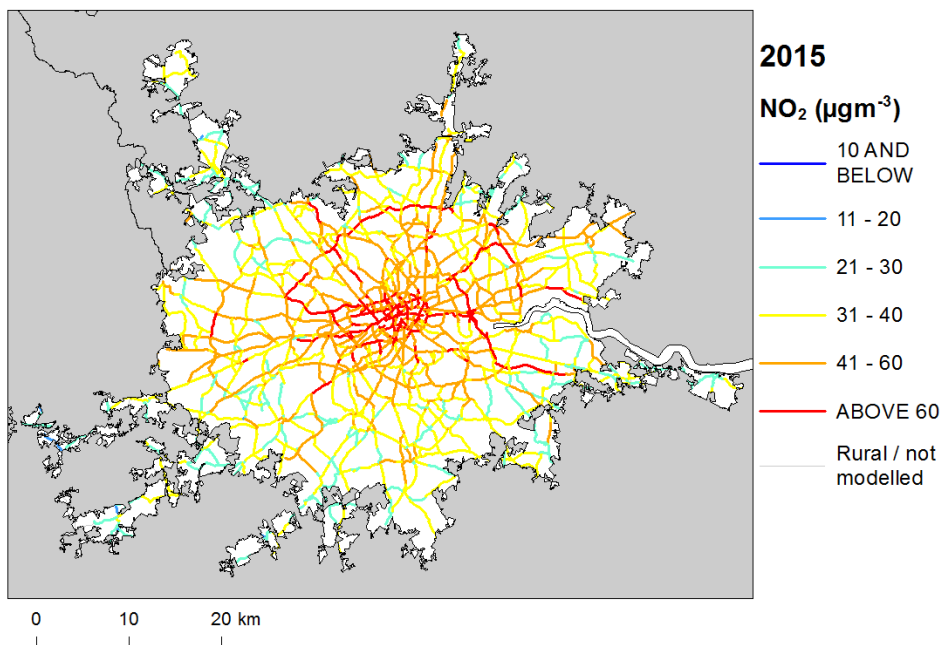 2015
NO₂ (µgm⁻³)
10 AND
BELOW
11 - 20
21 - 30
31 - 40
41 - 60
ABOVE 60
Rural / not
modelled
0 10 20 km